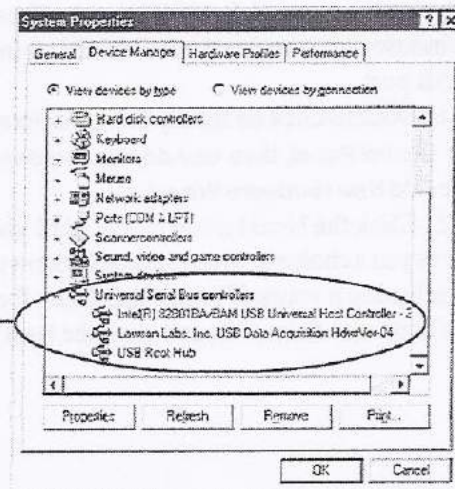 System Properties
General Device Manager Hardware Profiles Performance
View devices by type View devices by connection
Hard disk controllers
Keyboard
Monitors
Mouse
Network adapters
Ports (COM & LPT)
Scannercontrollers
Sound, video and game controllers
System devices
Universal Serial Bus controllers
Intel(R) 82801BA/BAM USB Universal Host Controller - 2
Lawson Labs, Inc. USB Data Acquisition HdwrVer-04
USB Root Hub
Properties Refresh Remove Print...
OK Cancel